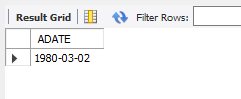 Result Grid Filter Rows:
ADATE
1980-03-02